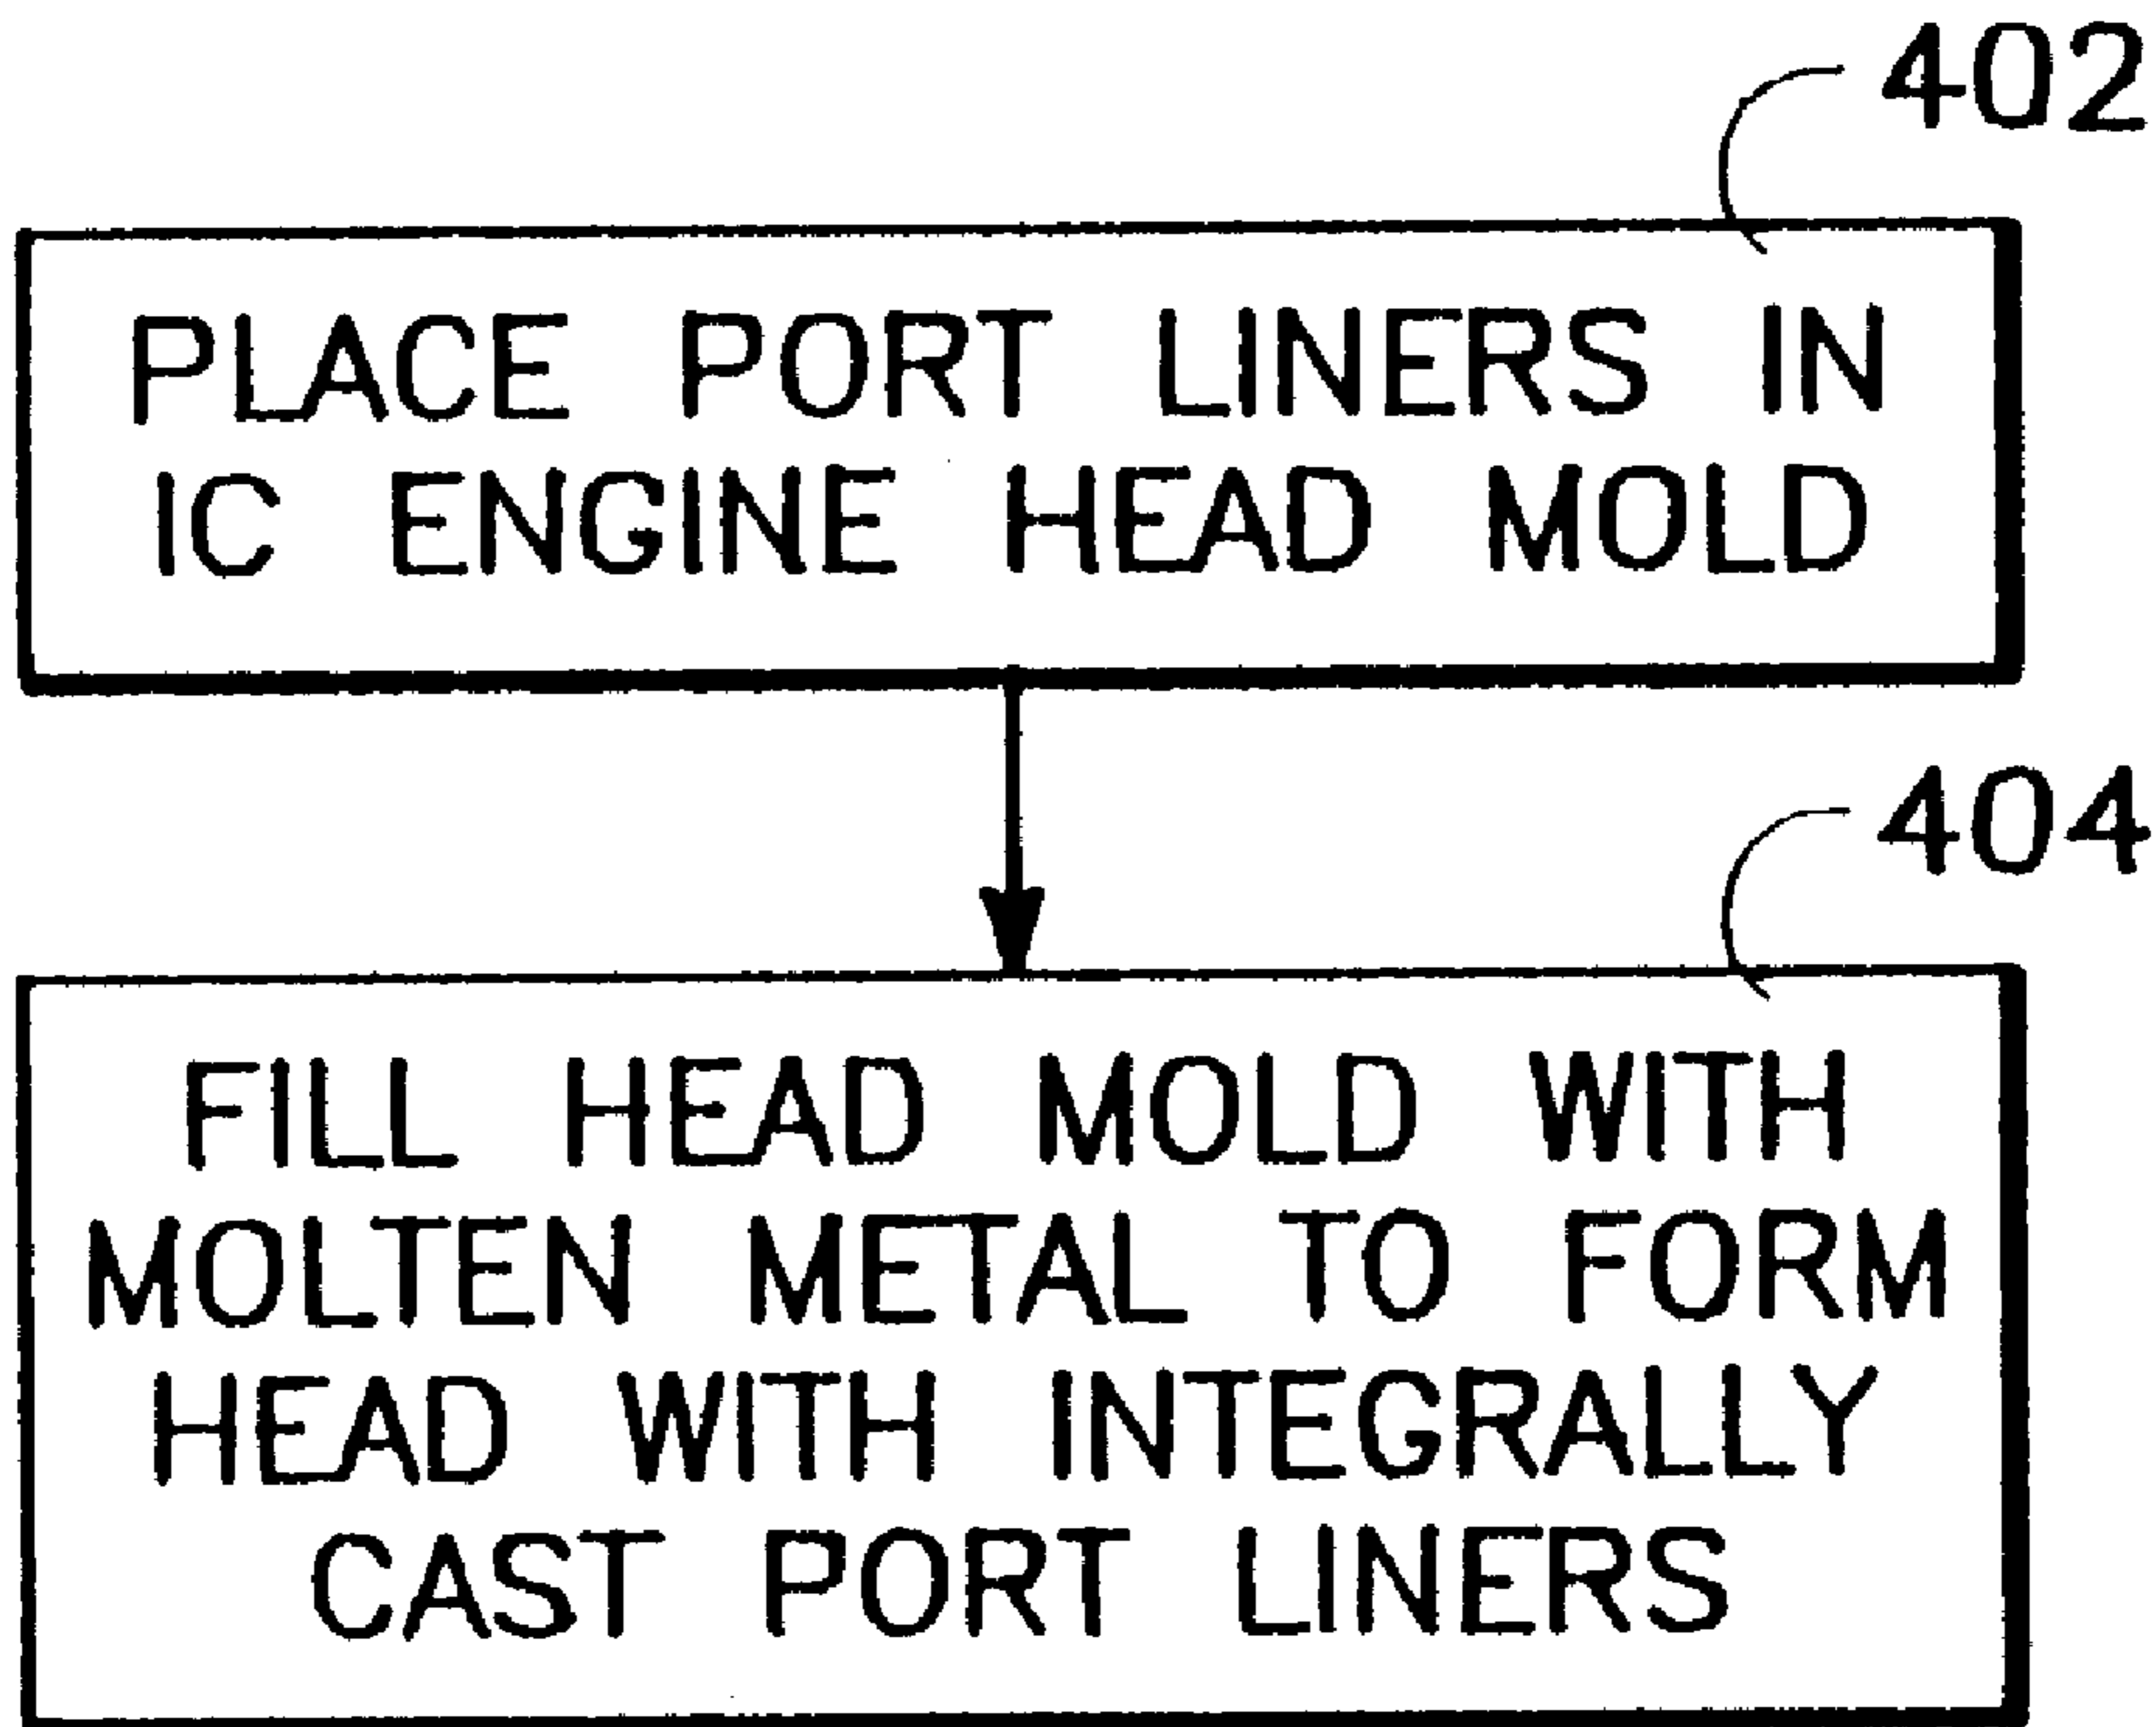 402
PLACE PORT LINERS IN
IC ENGINE HEAD MOLD
404
FILL HEAD MOLD WITH
MOLTEN METAL TO FORM
HEAD WITH INTEGRALLY
CAST PORT LINERS